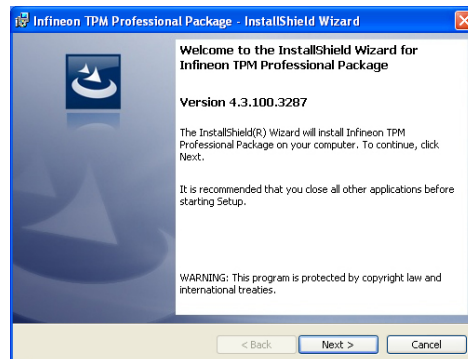 Infineon TPM Professional Package - InstallShield Wizard
Welcome to the InstallShield Wizard for
Infineon TPM Professional Package
Version 4.3.100.3287
The InstallShield(R) Wizard will install Infineon TPM
Professional Package on your computer. To continue, click
Next.
It is recommended that you close all other applications before
starting Setup.
WARNING: This program is protected by copyright law and
international treaties.
< Back Next > Cancel